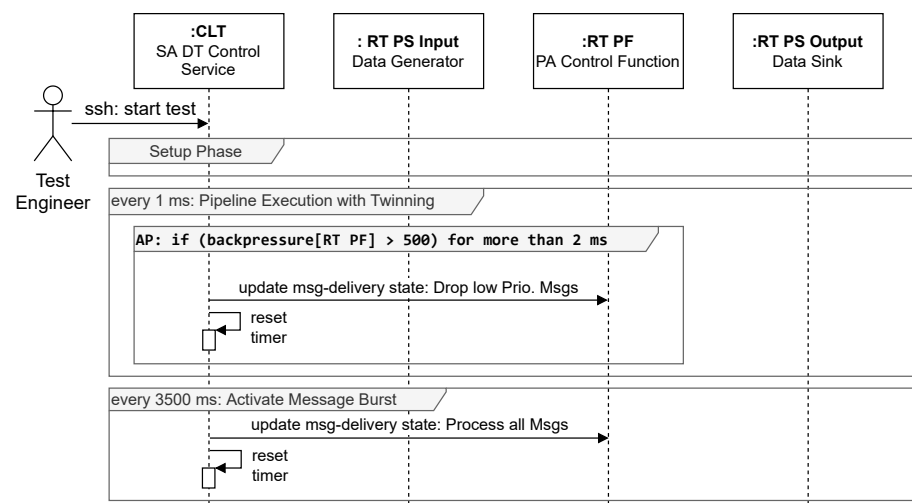 :CLT
SA DT Control
Service
: RT PS Input
Data Generator
:RT PF
PA Control Function
:RT PS Output
Data Sink
ssh: start test
Test
Engineer
Setup Phase
every 1 ms: Pipeline Execution with Twinning
AP: if (backpressure[RT PF] > 500) for more than 2 ms
update msg-delivery state: Drop low Prio. Msgs
reset
timer
every 3500 ms: Activate Message Burst
update msg-delivery state: Process all Msgs
reset
timer